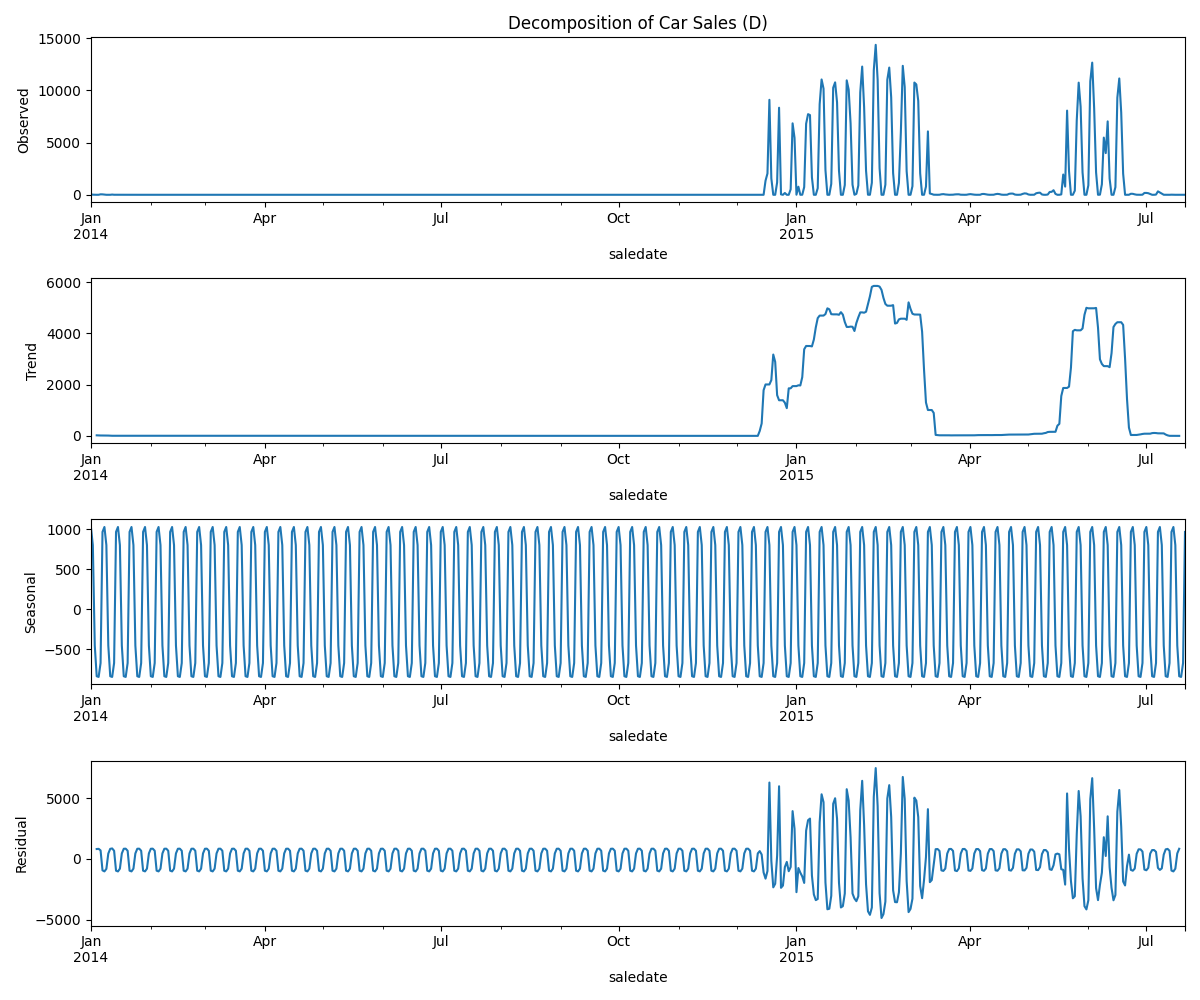 Decomposition of Car Sales (D)
Observed
15000
10000
5000
0
Jan
2014
Apr
Jul
Oct
Jan
2015
Apr
Jul
saledate
Trend
6000
4000
2000
0
Jan
2014
Apr
Jul
Oct
Jan
2015
Apr
Jul
saledate
Seasonal
1000
500
0
−500
Jan
2014
Apr
Jul
Oct
Jan
2015
Apr
Jul
saledate
Residual
5000
0
−5000
Jan
2014
Apr
Jul
Oct
Jan
2015
Apr
Jul
saledate